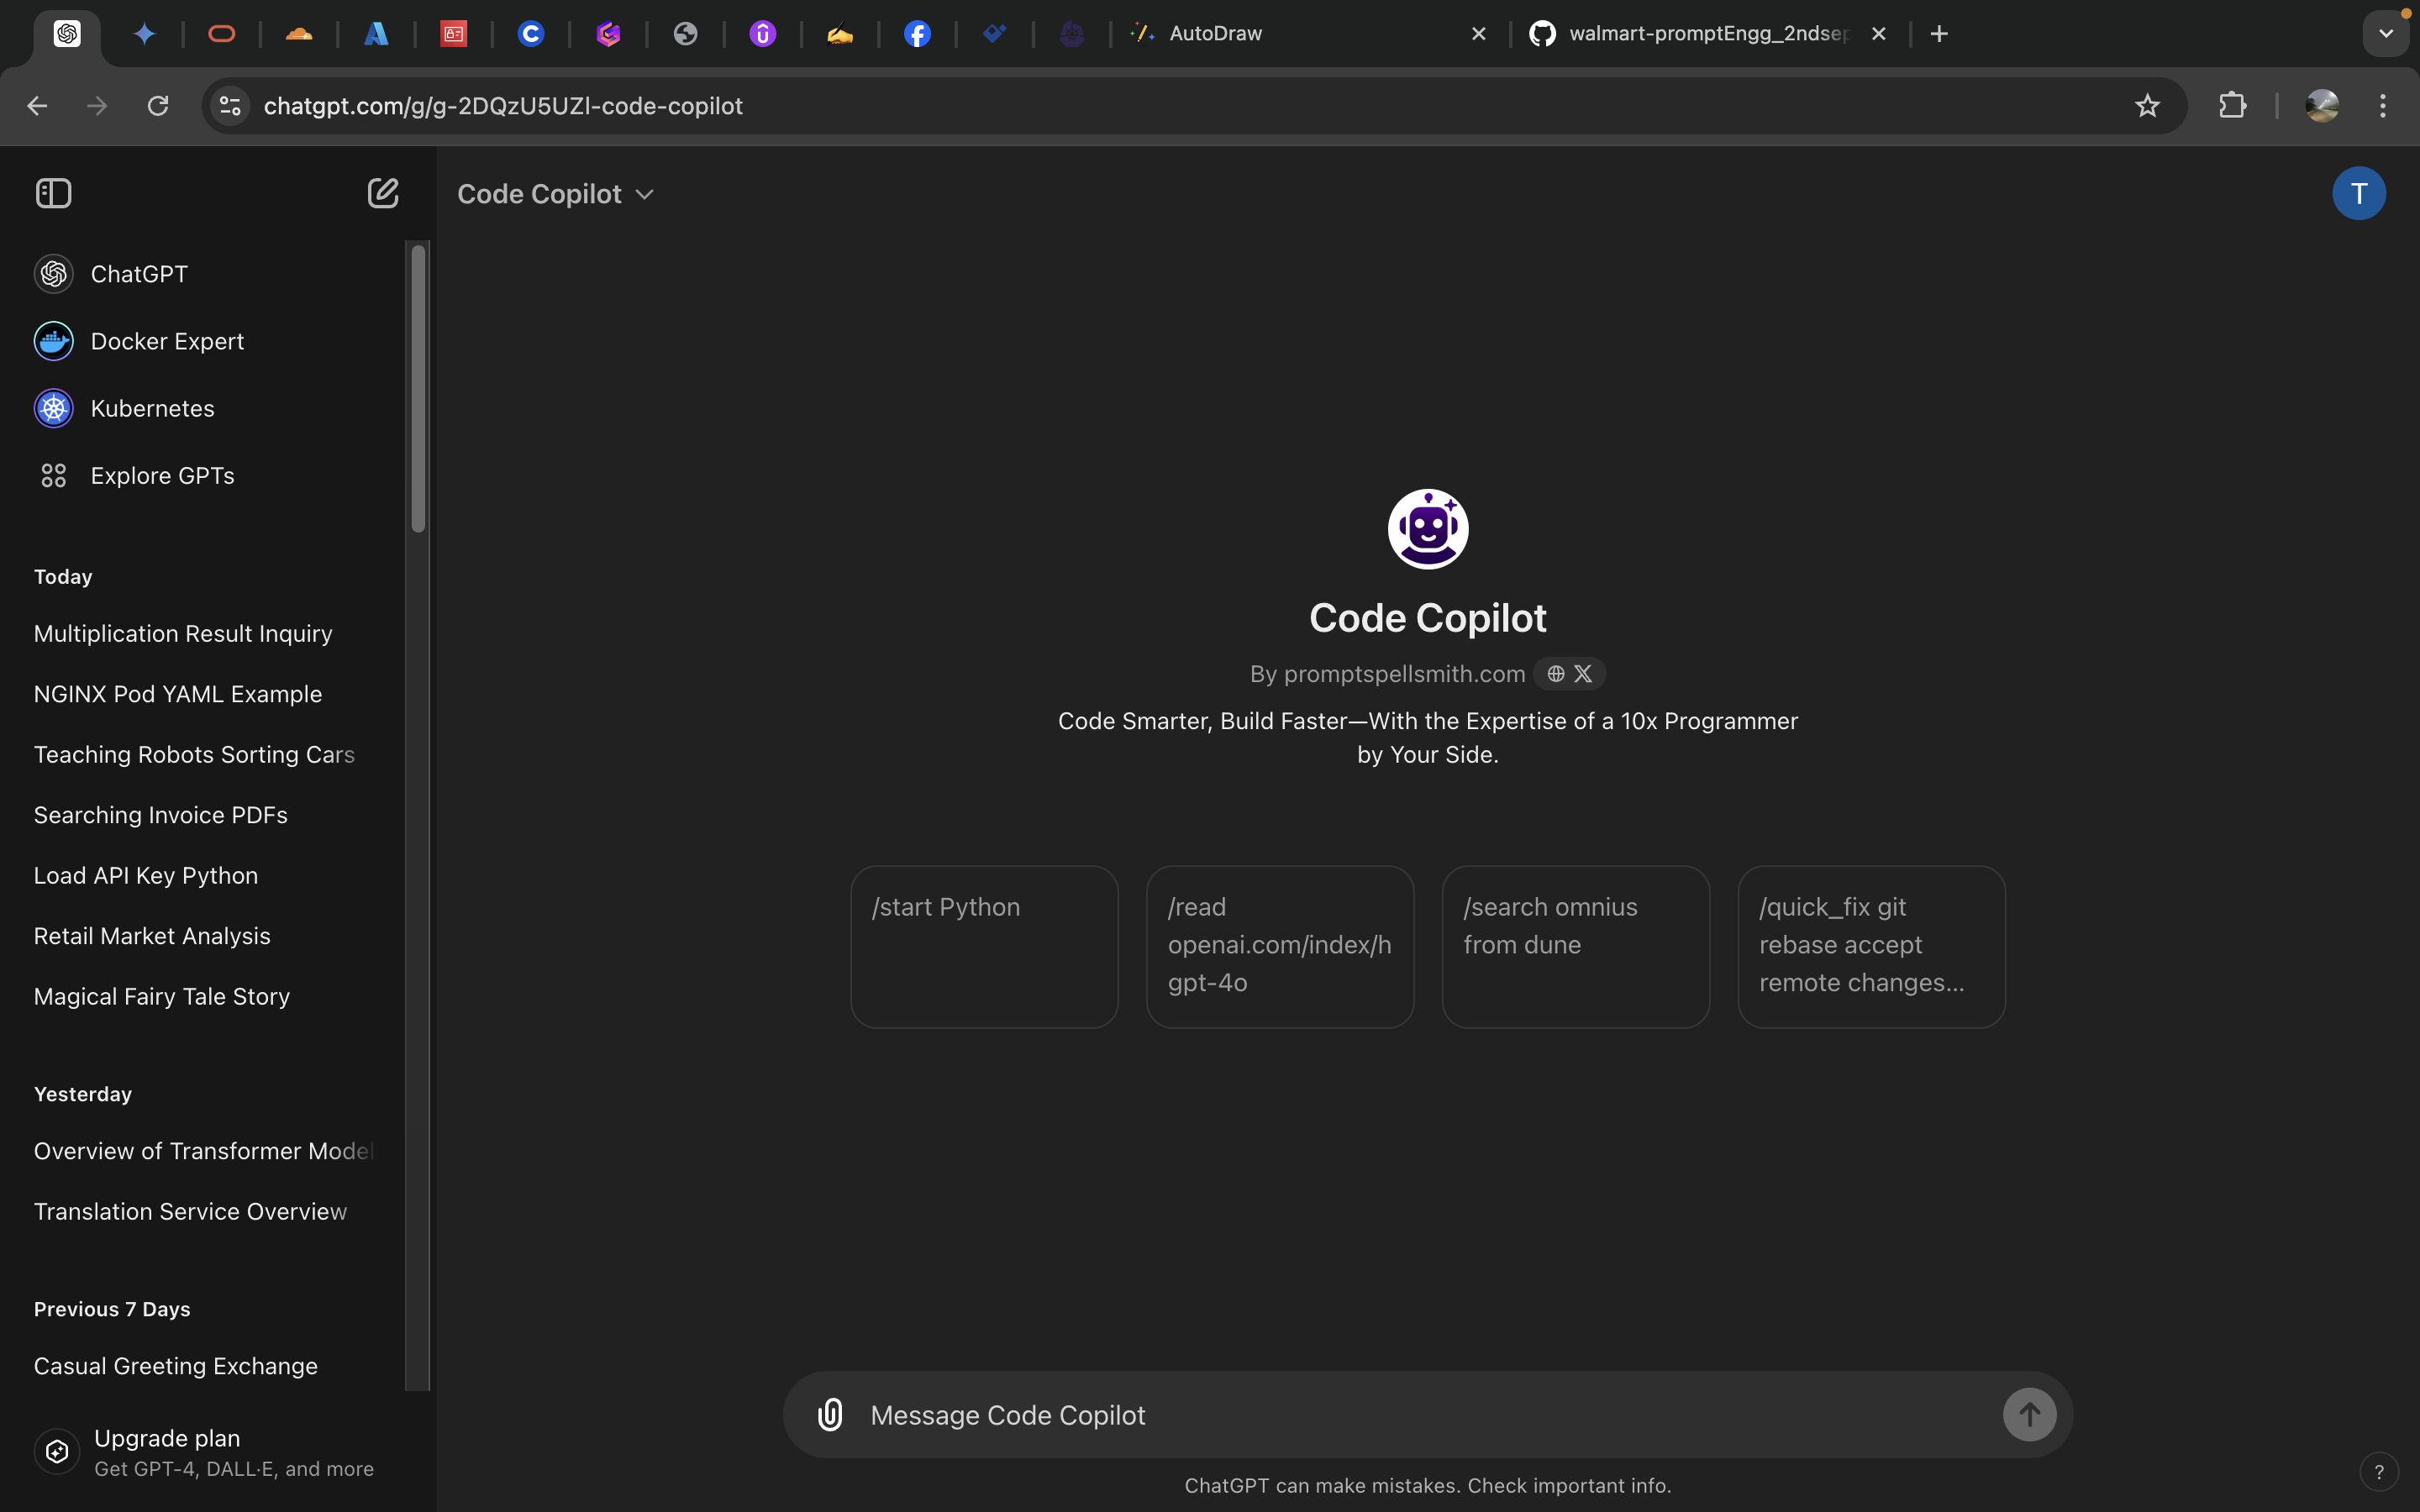 AutoDraw
walmart-promptEngg_2ndsep
chatgpt.com/g/g-2DQzU5UZl-code-copilot
Code Copilot
T
ChatGPT
Docker Expert
Kubernetes
Explore GPTs
Today
Multiplication Result Inquiry
NGINX Pod YAML Example
Teaching Robots Sorting Cars
Searching Invoice PDFs
Load API Key Python
Retail Market Analysis
Magical Fairy Tale Story
Yesterday
Overview of Transformer Model
Translation Service Overview
Previous 7 Days
Casual Greeting Exchange
Upgrade plan
Get GPT-4, DALL·E, and more
Code Copilot
By promptspellsmith.com
Code Smarter, Build Faster—With the Expertise of a 10x Programmer
by Your Side.
/start Python
/read
openai.com/index/h
gpt-4o
/search omnius
from dune
/quick_fix git
rebase accept
remote changes...
Message Code Copilot
ChatGPT can make mistakes. Check important info.
?